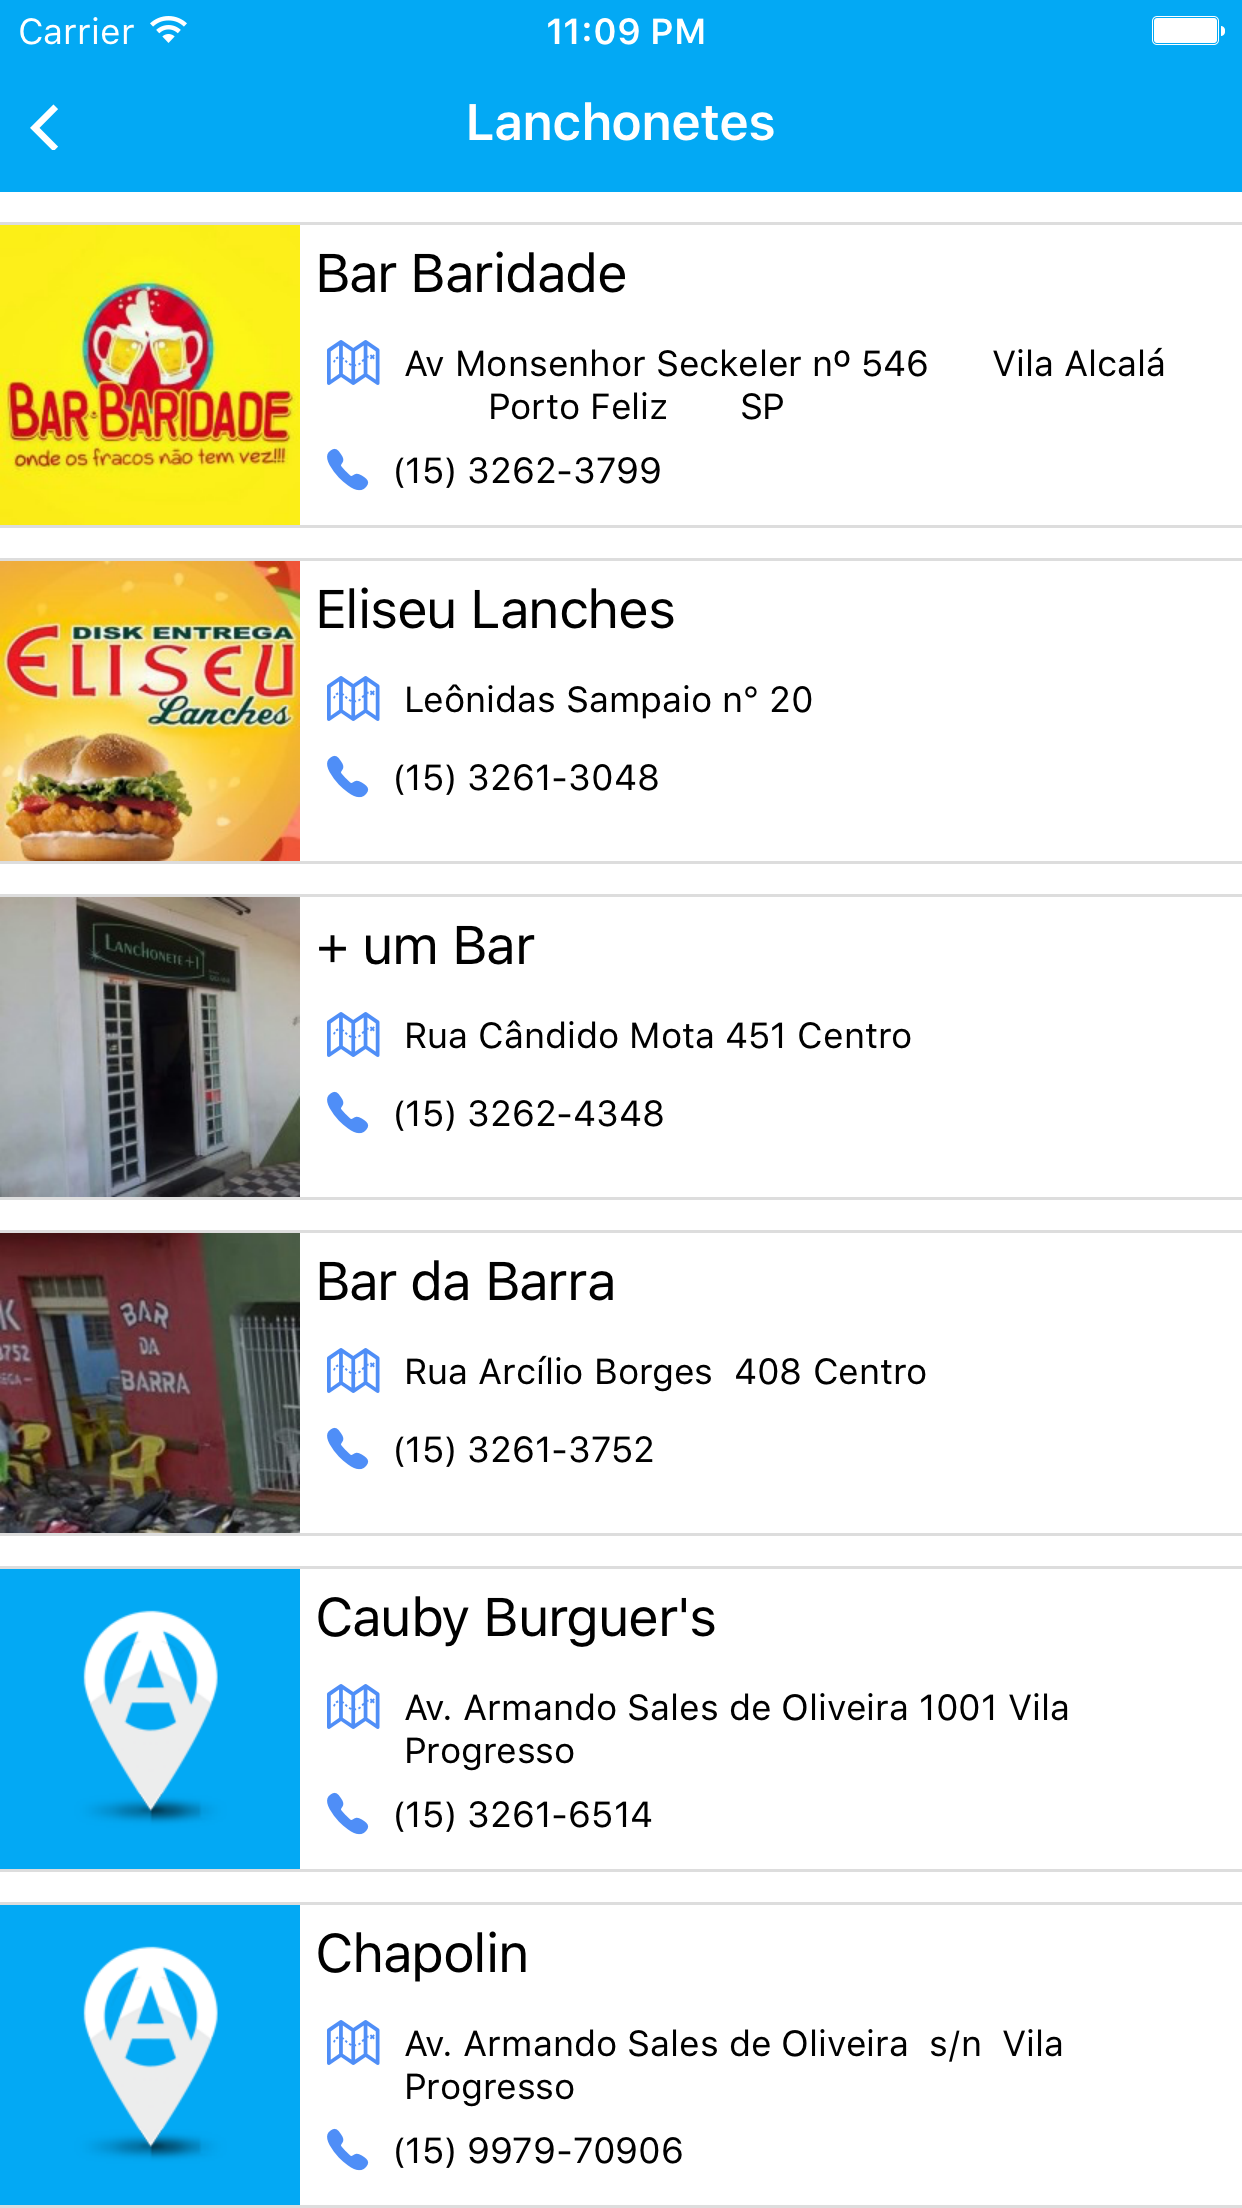 Carrier 11:09 PM
Lanchonetes
BAR BARIDADE
onde os fracos não tem vez!!!
Bar Baridade
Av Monsenhor Seckeler nº 546 Vila Alcalá
Porto Feliz SP
(15) 3262-3799
DISK ENTREGA
ELISEU
Lanches
Eliseu Lanches
Leônidas Sampaio n° 20
(15) 3261-3048
LANCHONETE +1
+ um Bar
Rua Cândido Mota 451 Centro
(15) 3262-4348
K
3752
EGA
BAR
DA
BARRA
Bar da Barra
Rua Arcílio Borges 408 Centro
(15) 3261-3752
A
Cauby Burguer's
Av. Armando Sales de Oliveira 1001 Vila
Progresso
(15) 3261-6514
A
Chapolin
Av. Armando Sales de Oliveira s/n Vila
Progresso
(15) 9979-70906